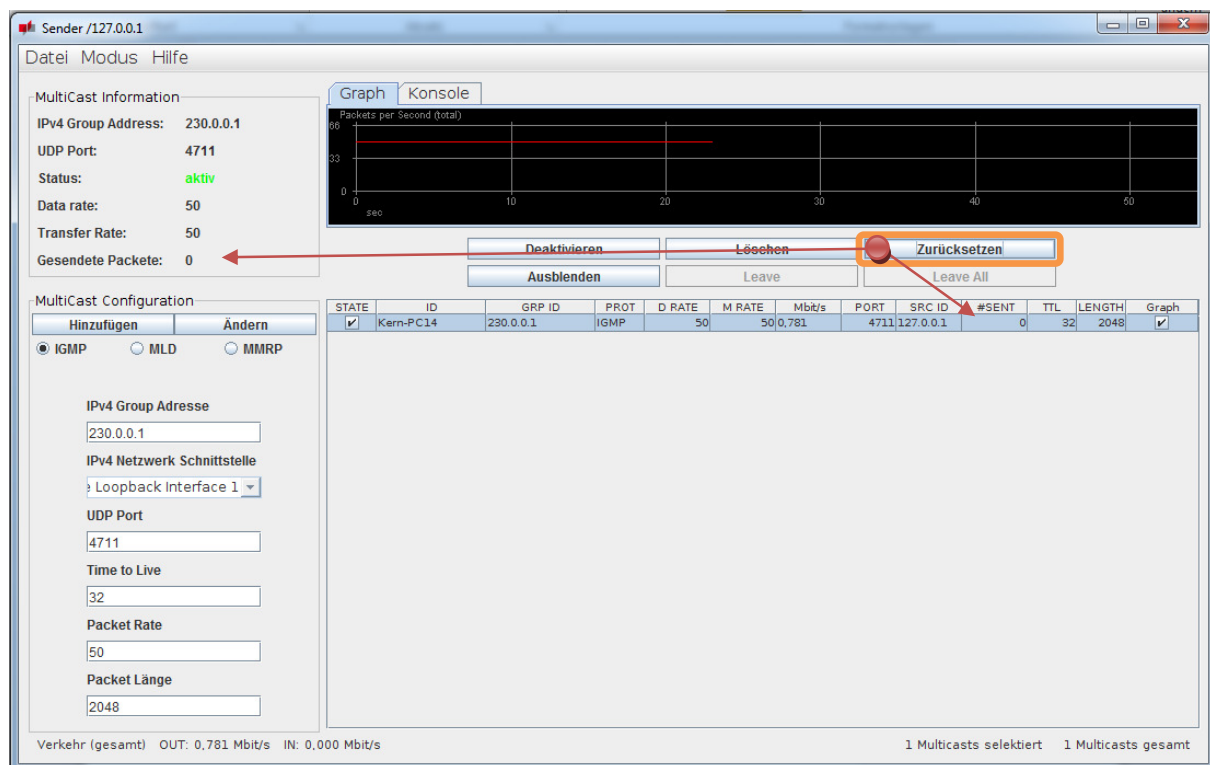 Sender /127.0.0.1
Datei Modus Hilfe
MultiCast Information
IPv4 Group Address: 230.0.0.1
UDP Port: 4711
Status: aktiv
Data rate: 50
Transfer Rate: 50
Gesendete Packete: 0
Graph Konsole
Packets per Second (total)
66
33
0
0 10 20 30 40 50
sec
Deaktivieren Löschen Zurücksetzen
Ausblenden Leave Leave All
MultiCast Configuration
Hinzufügen Ändern
IGMP MLD MMRP
IPv4 Group Adresse
230.0.0.1
IPv4 Netzwerk Schnittstelle
e Loopback Interface 1
UDP Port
4711
Time to Live
32
Packet Rate
50
Packet Länge
2048
STATE ID GRP ID PROT D RATE M RATE Mbit/s PORT SRC ID #SENT TTL LENGTH Graph
Kern-PC14 230.0.0.1 IGMP 50 50 0,781 4711 127.0.0.1 0 32 2048
Verkehr (gesamt) OUT: 0,781 Mbit/s IN: 0,000 Mbit/s
1 Multicasts selektiert 1 Multicasts gesamt